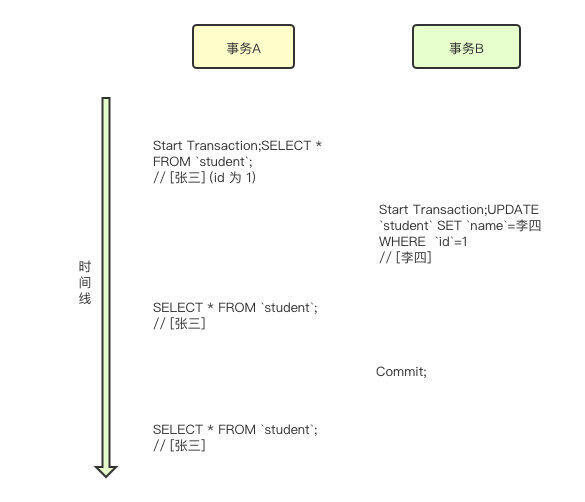 事务A
事务B
Start Transaction;SELECT *
FROM `student`;
// [张三] (id 为 1)
Start Transaction;UPDATE
`student` SET `name`=李四
WHERE  `id`=1
// [李四]
时
间
线
SELECT * FROM `student`;
// [张三]
Commit;
SELECT * FROM `student`;
// [张三]